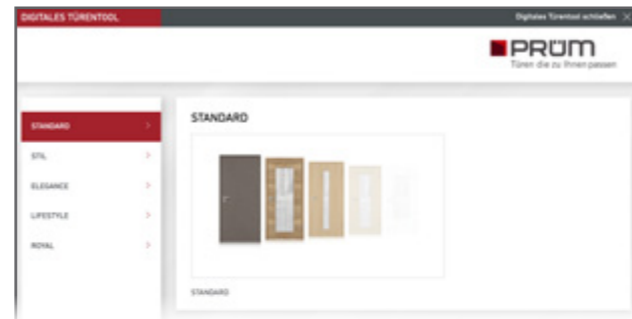 DIGITALES TÜRENTOOL
Digitales Türentool schließen
PRÜM
Türen die zu Ihnen passen
STANDARD
STIL
ELEGANCE
LIFESTYLE
ROYAL
STANDARD
STANDARD